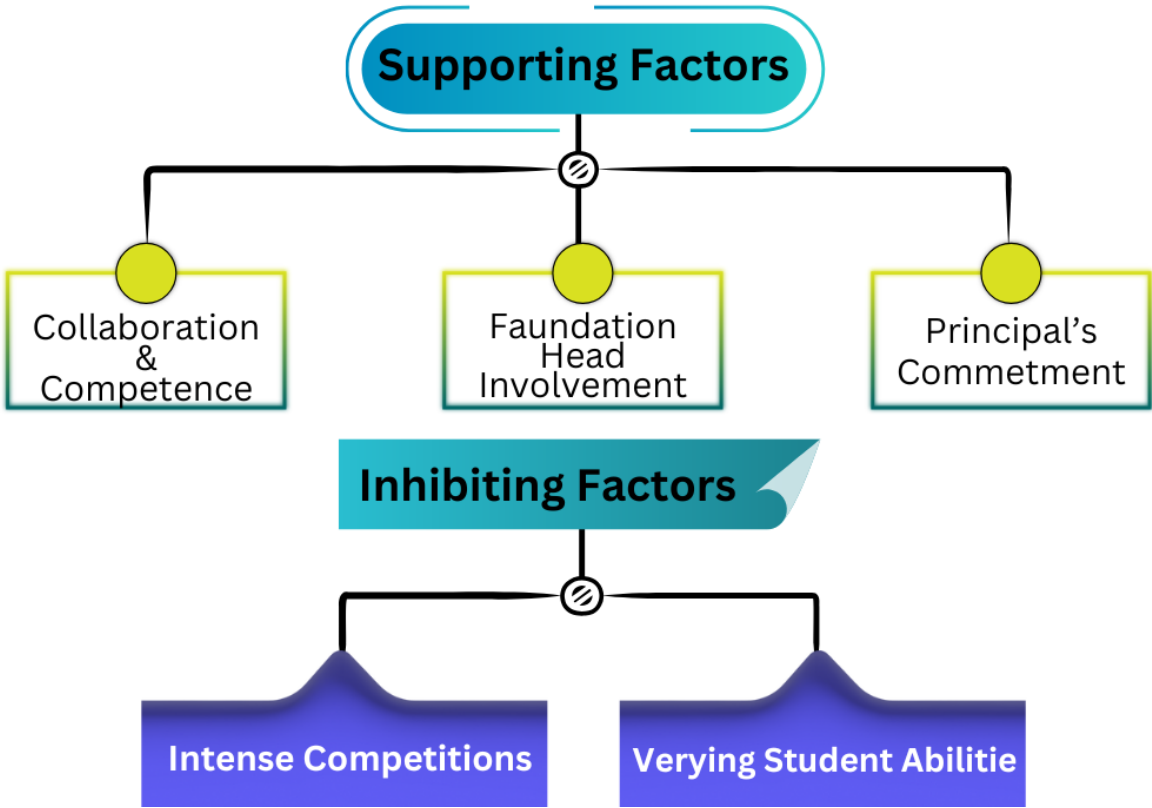 Supporting Factors
Collaboration
&
Competence
Faundation
Head
Involvement
Principal’s
Commetment
Inhibiting Factors
Intense Competitions
Verying Student Abilitie